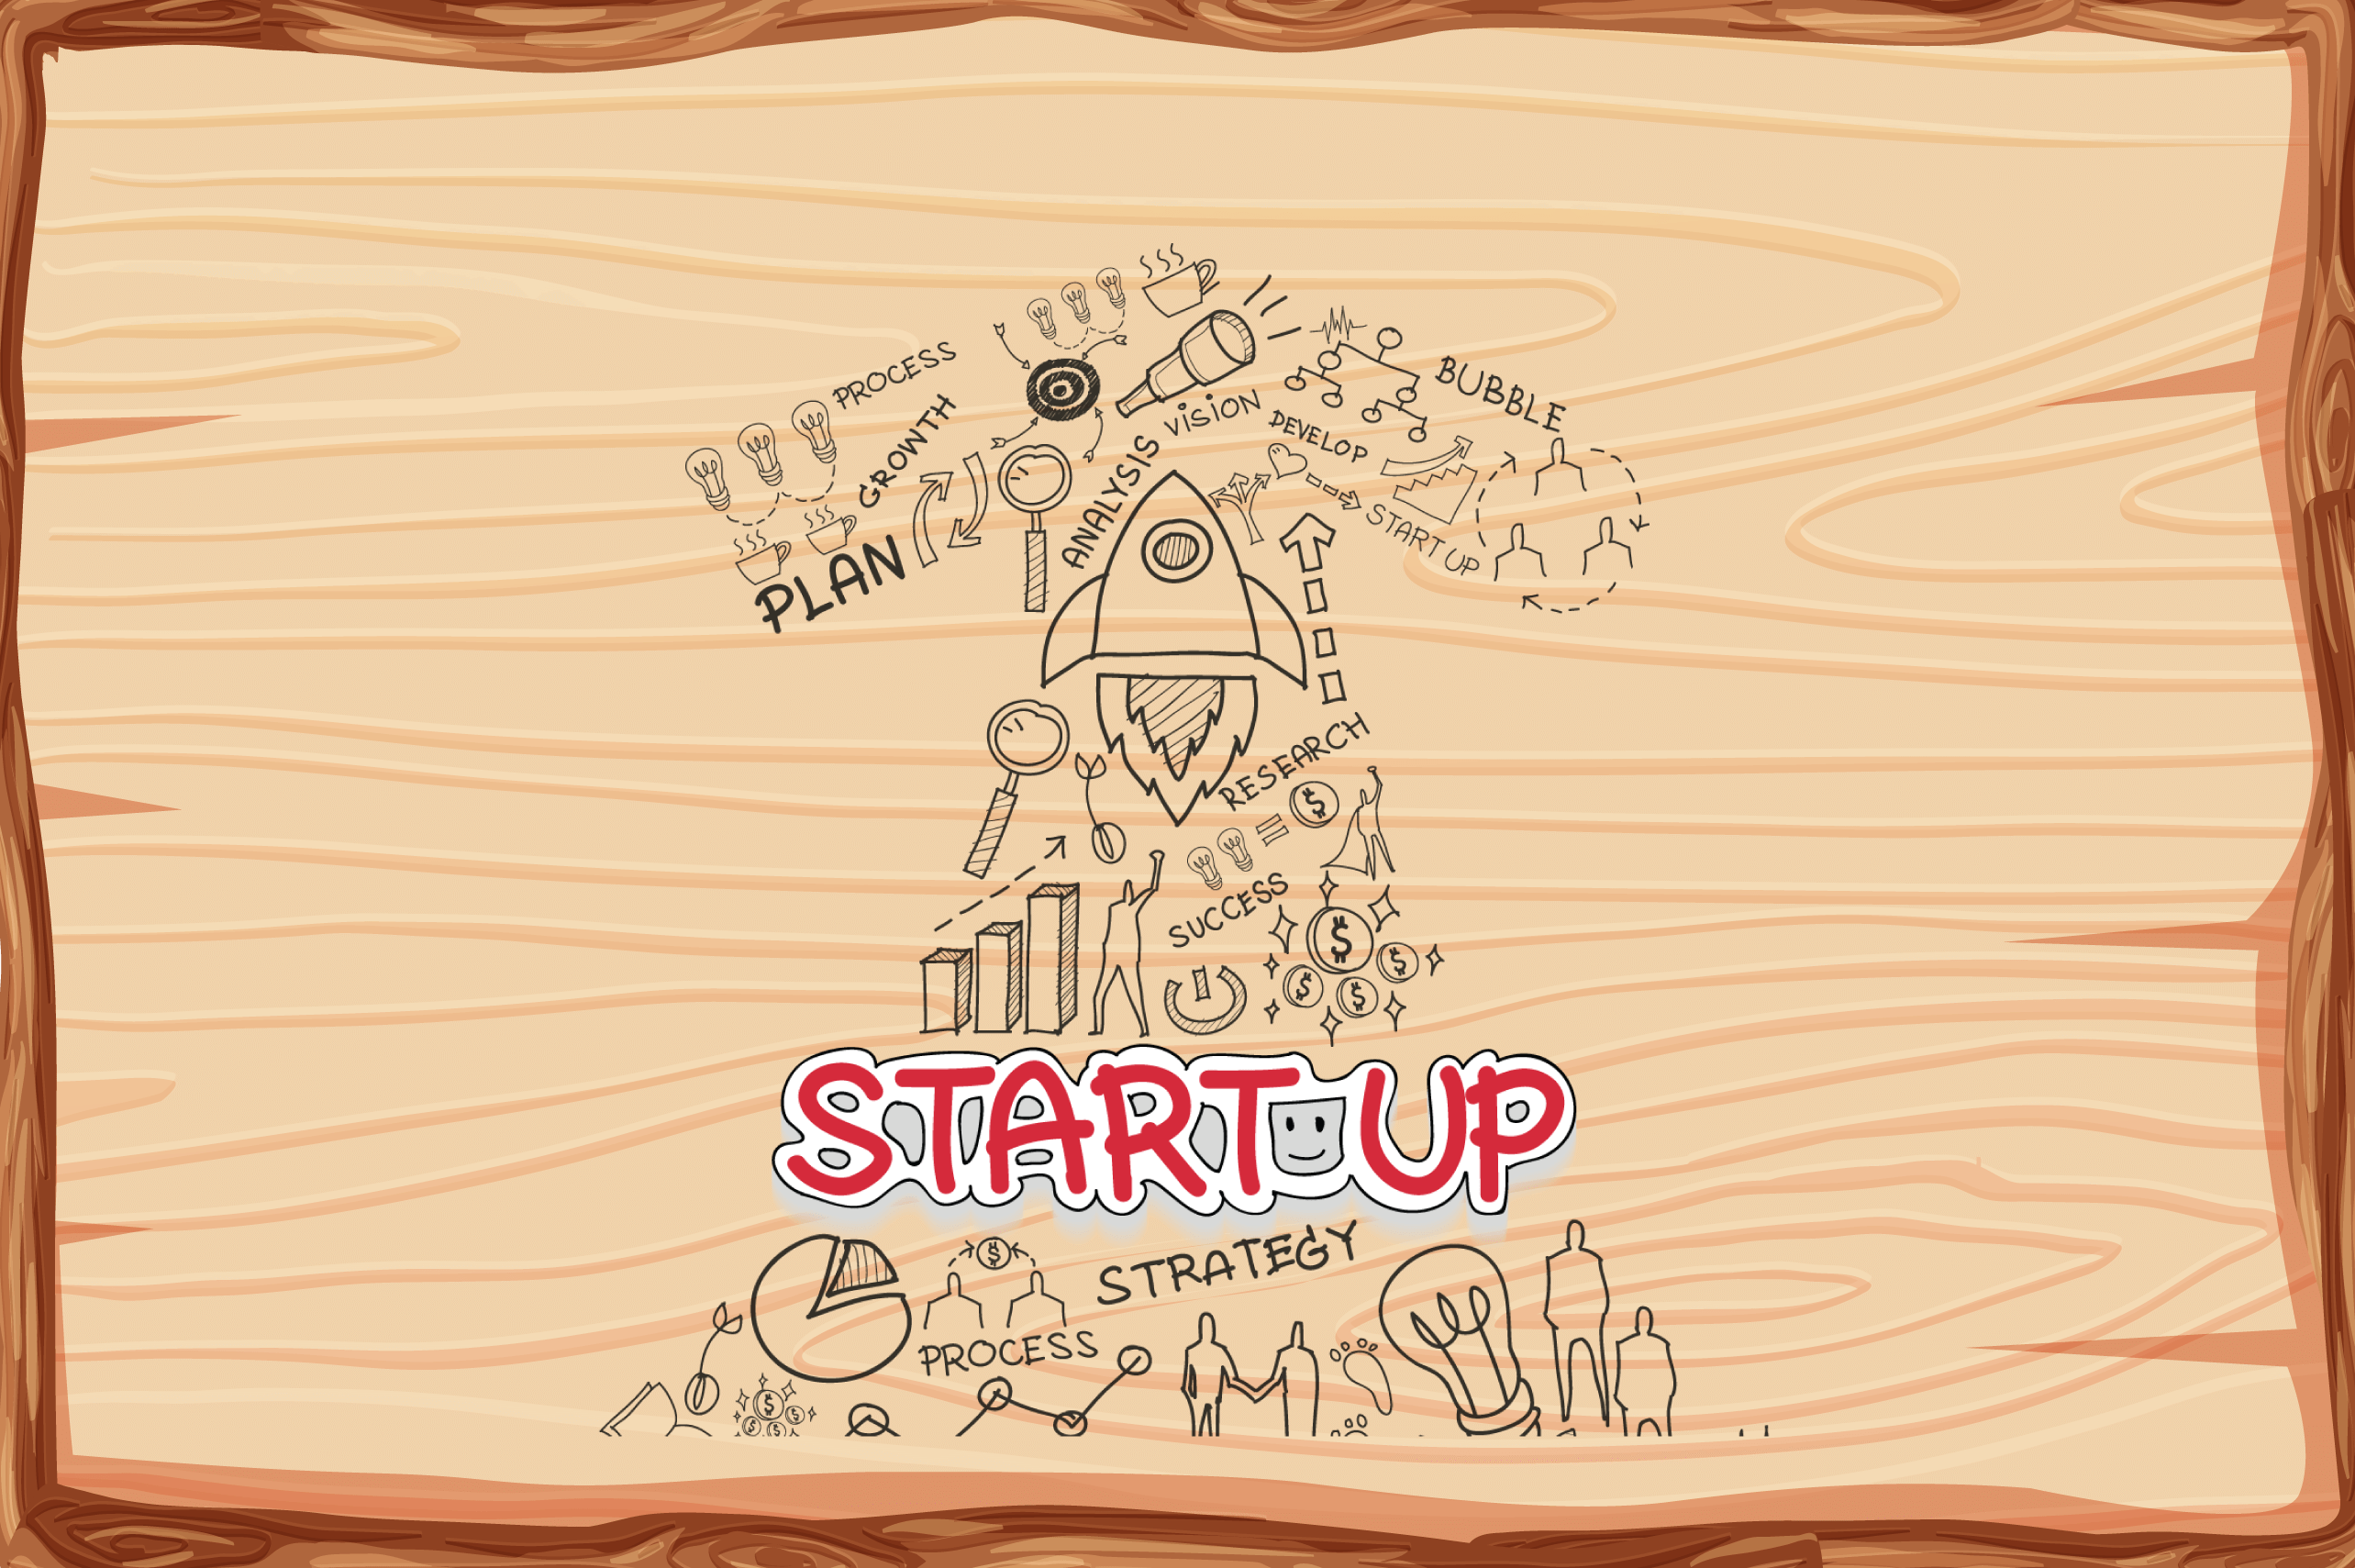 PROCESS
GROWTH
PLAN
ANALYSIS
VISION
DEVELOP
BUBBLE
START UP
RESEARCH
$
SUCCESS
$
$
$
$
START UP
STRATEGY
$
PROCESS
$
$
$
$